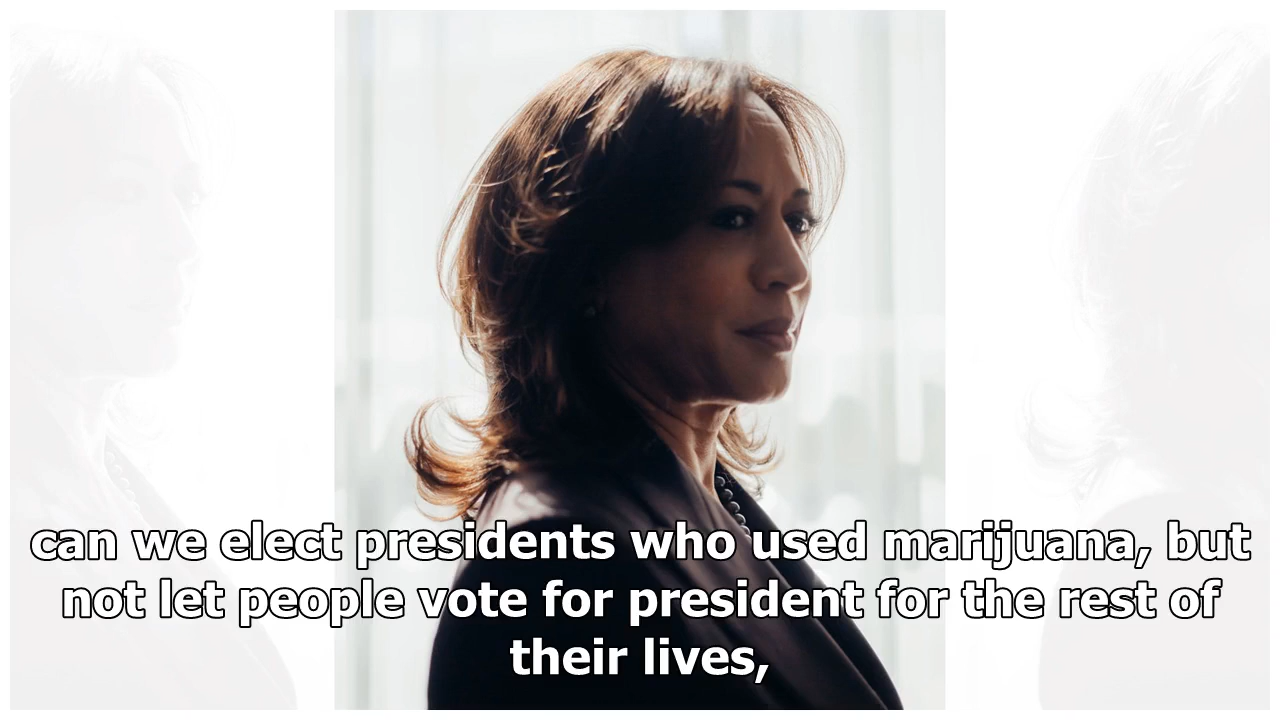 can we elect presidents who used marijuana, but
not let people vote for president for the rest of
their lives,